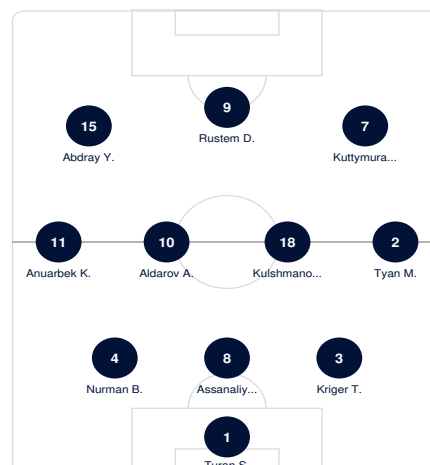 9
15
7
Rustem D.
Abdray Y.
Kuttymura...
11
10
18
2
Anuarbek K.
Aldarov A.
Kulshmano...
Tyan M.
4
8
3
Nurman B.
Assanaliy...
Kriger T.
1
Turan S.